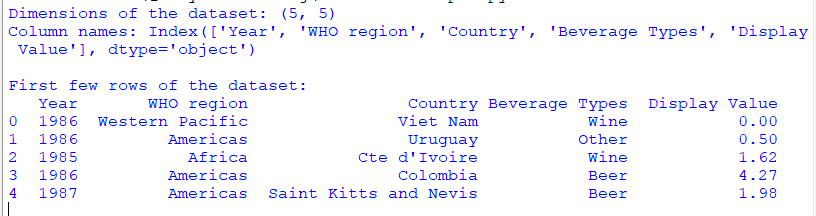 Dimensions of the dataset: (5, 5)
Column names: Index(['Year', 'WHO region', 'Country', 'Beverage Types', 'Display
 Value'], dtype='object')
First few rows of the dataset:
   Year       WHO region                Country Beverage Types  Display Value
0  1986  Western Pacific               Viet Nam           Wine           0.00
1  1986         Americas                Uruguay          Other           0.50
2  1985           Africa          Cte d'Ivoire           Wine           1.62
3  1986         Americas               Colombia           Beer           4.27
4  1987         Americas  Saint Kitts and Nevis           Beer           1.98